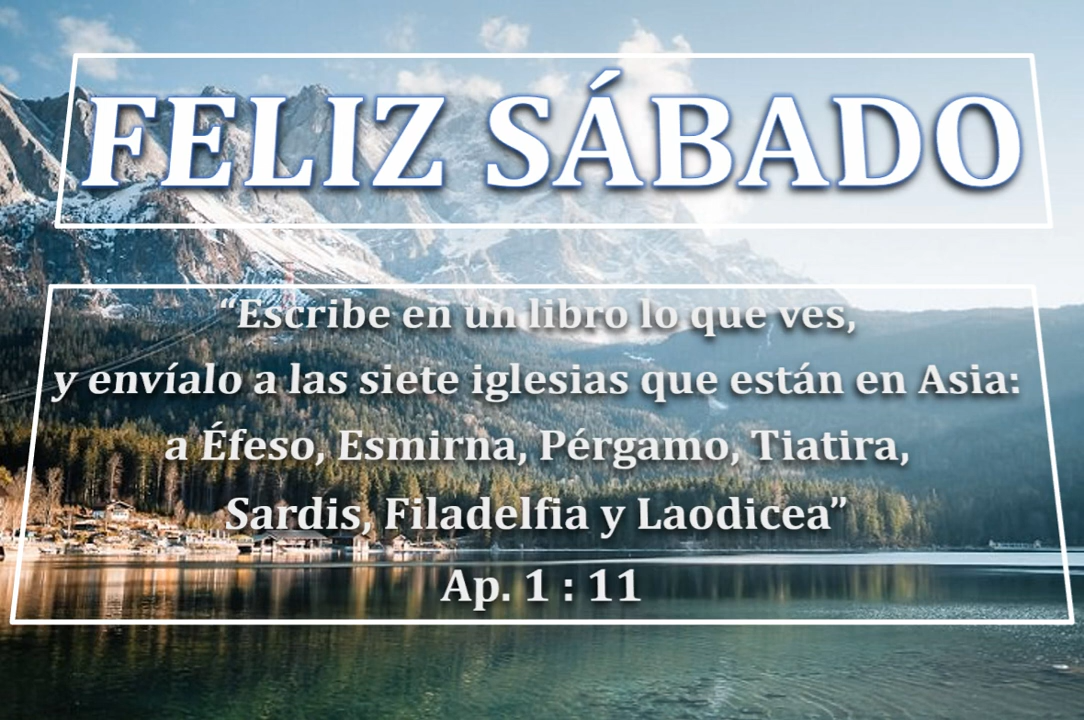 FELIZ SÁBADO
“Escribe en un libro lo que ves,
y envíalo a las siete iglesias que están en Asia:
a Éfeso, Esmirna, Pérgamo, Tiatira,
Sardis, Filadelfia y Laodicea”
Ap. 1 : 11